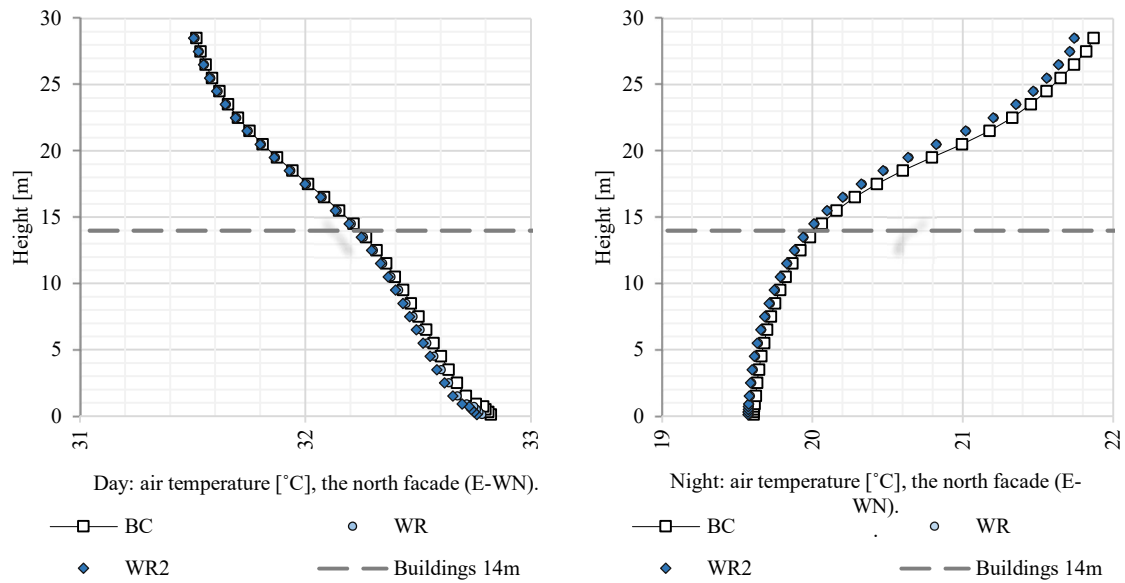 30
25
20
15
10
5
0
Height [m]
31
32
33
Day: air temperature [˚C], the north facade (E-WN).
BC
WR
WR2
Buildings 14m
30
25
20
15
10
5
0
Height [m]
19
20
21
22
Night: air temperature [˚C], the north facade (E-
WN).
.
BC
WR
WR2
Buildings 14m